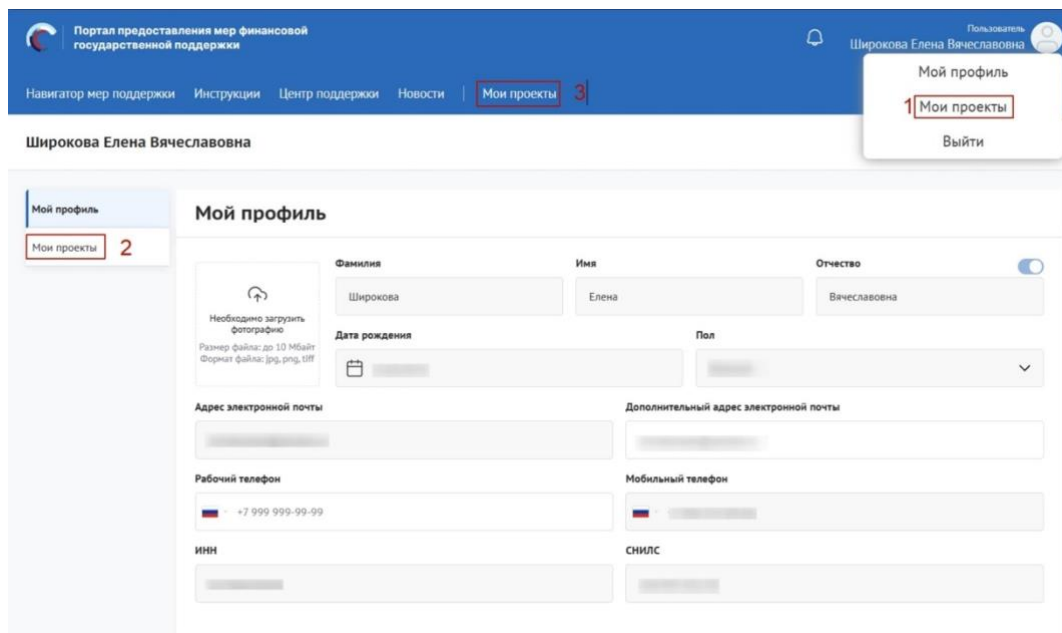 Портал предоставления мер финансовой
государственной поддержки
Пользователь
Широкова Елена Вячеславовна
Навигатор мер поддержки Инструкции Центр поддержки Новости | Мои проекты 3
Мой профиль
1 Мои проекты
Выйти
Широкова Елена Вячеславовна
Мой профиль
Мои проекты 2
Мой профиль
Необходимо загрузить
фотографию
Размер файла: до 10 Мбайт
Формат файла: jpg, png, tiff
Фамилия Имя Отчество
Широкова Елена Вячеславовна
Дата рождения Пол
Адрес электронной почты Дополнительный адрес электронной почты
Рабочий телефон Мобильный телефон
+7 999 999-99-99
ИНН СНИЛС